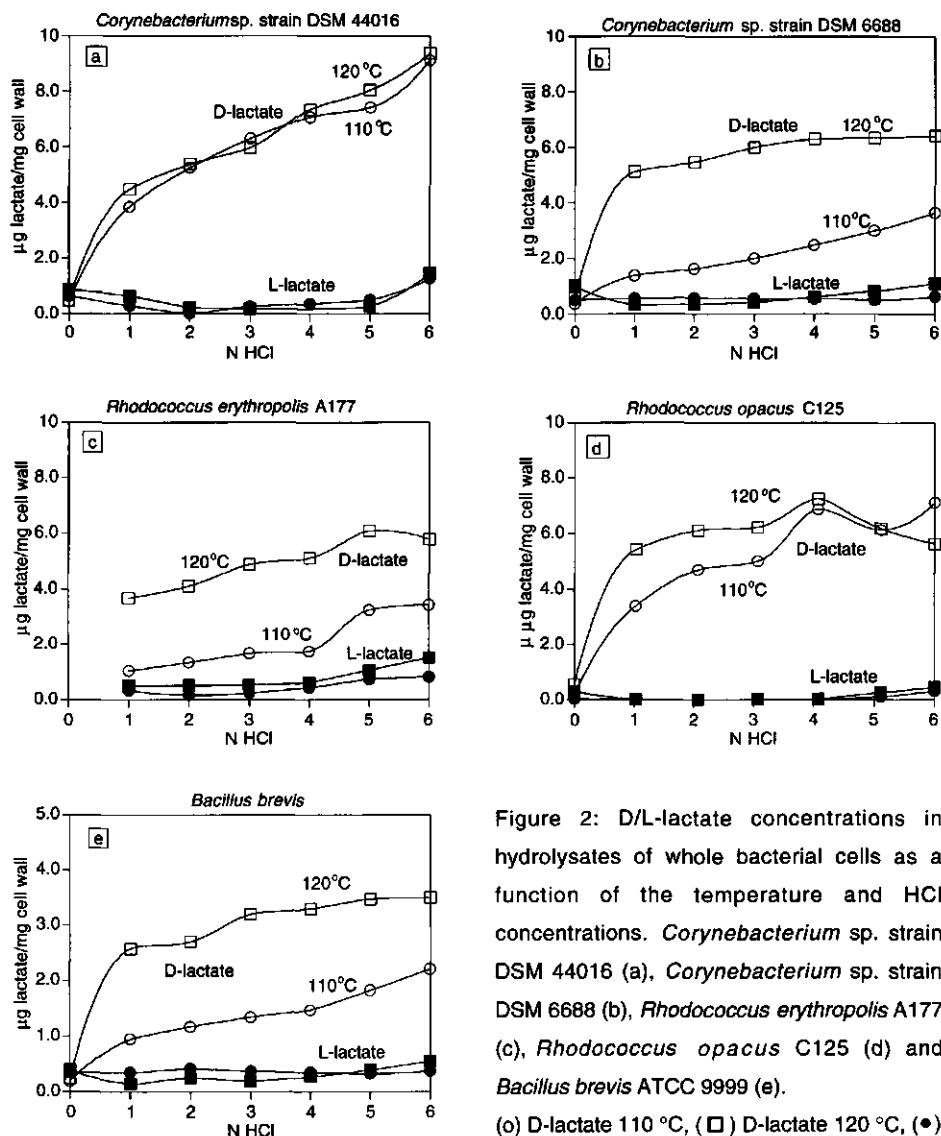 Corynebacteriumsp. strain DSM 44016
a
10
8.0
6.0
4.0
2.0
0.0
µg lactate/mg cell wall
120°C
D-lactate
110°C
L-lactate
0 1 2 3 4 5 6
N HCl
Corynebacterium sp. strain DSM 6688
b
10
8.0
6.0
4.0
2.0
0.0
µg lactate/mg cell wall
D-lactate
120°C
110°C
L-lactate
0 1 2 3 4 5 6
N HCl
Rhodococcus erythropolis A177
c
10
8.0
6.0
4.0
2.0
0.0
µg lactate/mg cell wall
120°C
D-lactate
110°C
L-lactate
0 1 2 3 4 5 6
N HCl
Rhodococcus opacus C125
d
10
8.0
6.0
4.0
2.0
0.0
µ µg lactate/mg cell wall
120°C
D-lactate
110°C
L-lactate
0 1 2 3 4 5 6
N HCl
Bacillus brevis
e
5.0
4.0
3.0
2.0
1.0
0.0
µg lactate/mg cell wall
120°C
D-lactate
110°C
L-lactate
0 1 2 3 4 5 6
N HCl
Figure 2: D/L-lactate concentrations in
hydrolysates of whole bacterial cells as a
function of the temperature and HCl
concentrations. Corynebacterium sp. strain
DSM 44016 (a), Corynebacterium sp. strain
DSM 6688 (b), Rhodococcus erythropolis A177
(c), Rhodococcus opacus C125 (d) and
Bacillus brevis ATCC 9999 (e).
(o) D-lactate 110 °C, (□) D-lactate 120 °C, (●)